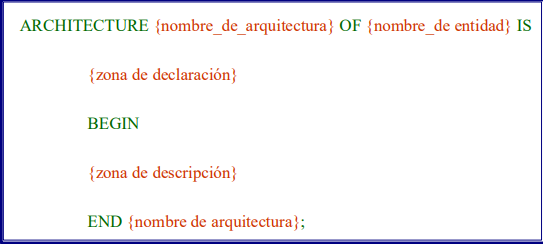 ARCHITECTURE {nombre_de_arquitectura} OF {nombre_de entidad} IS
{zona de declaración}
BEGIN
{zona de descripción}
END {nombre de arquitectura};